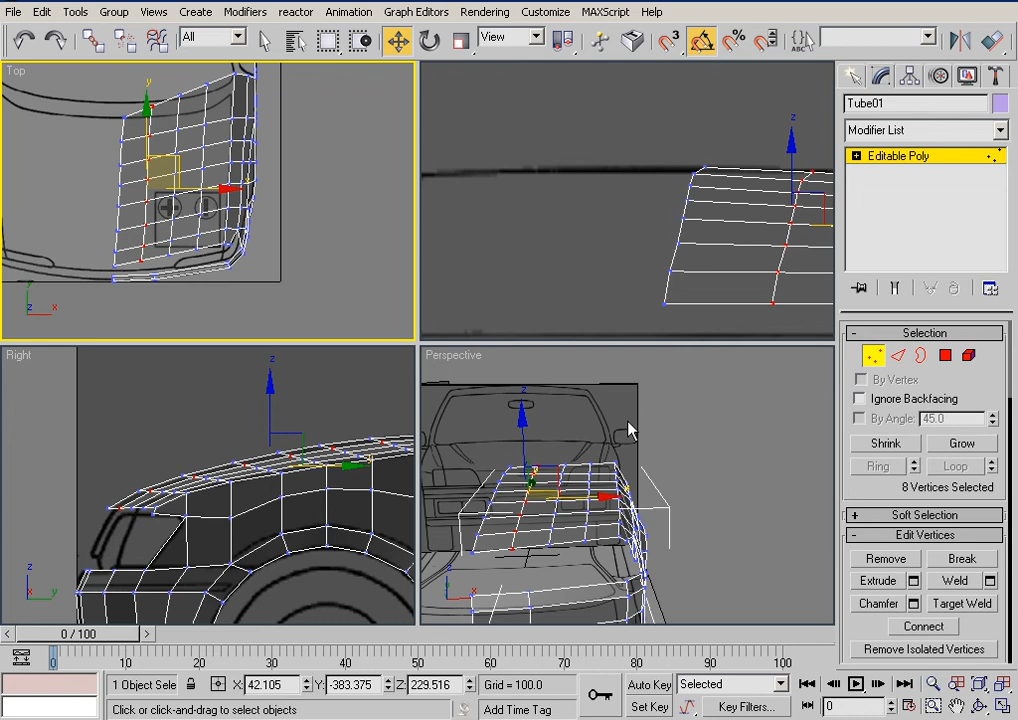 File Edit Tools Group Views Create Modifiers reactor Animation Graph Editors Rendering Customize MAXScript Help
All View 3 % ABC
Top
y
x
z
Right
Perspective
Tube01
Modifier List
Editable Poly
- Selection
By Vertex
Ignore Backfacing
By Angle: 45.0
Shrink Grow
Ring Loop
8 Vertices Selected
+ Soft Selection
- Edit Vertices
Remove Break
Extrude Weld
Chamfer Target Weld
Connect
Remove Isolated Vertices
< 0 / 100 >
0 10 20 30 40 50 60 70 80 90 100
1 Object Sele X: 42.105 Y: -383.375 Z: 229.516 Grid = 100.0 Auto Key Selected
Click or click-and-drag to select objects Add Time Tag Set Key Key Filters... 0